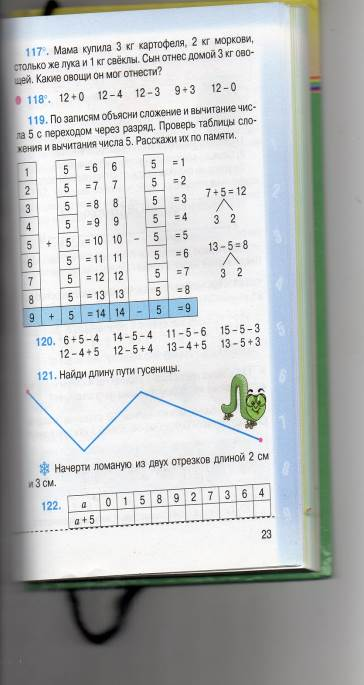 117°. Мама купила 3 кг картофеля, 2 кг моркови,
столько же лука и 1 кг свёклы. Сын отнес домой 3 кг ово-
щей. Какие овощи он мог отнести?
118°. 12+0 12−4 12−3 9+3 12−0
119. По записям объясни сложение и вычитание чис-
ла 5 с переходом через разряд. Проверь таблицы сло-
жения и вычитания числа 5. Расскажи их по памяти.
1 5 =6 6 5 =1
2 5 =7 7 5 =2
3 5 =8 8 5 =3
4 5 =9 9 5 =4
5 + 5 =10 10 − 5 =5
6 5 =11 11 5 =6
7 5 =12 12 5 =7
8 5 =13 13 5 =8
9 + 5 =14 14 − 5 =9
7+5=12
3 2
13−5=8
3 2
120. 6+5−4 14−5−4 11−5−6 15−5−3
12−4+5 12−5+4 13−4+5 13−5+3
121. Найди длину пути гусеницы.
Начерти ломаную из двух отрезков длиной 2 см
и 3 см.
122. a 0 1 5 8 9 2 7 3 6 4
a+5
23